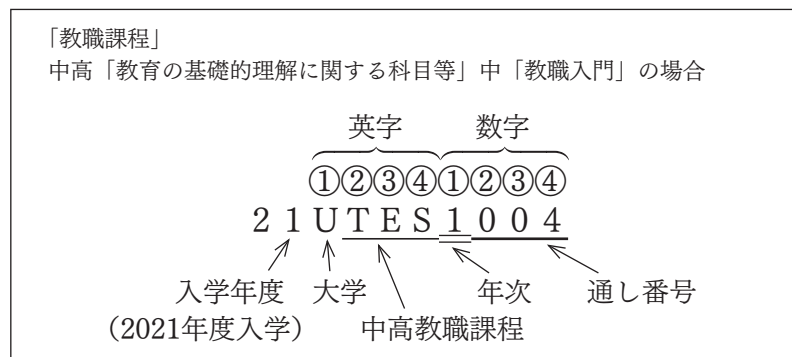 「教職課程」
中高「教育の基礎的理解に関する科目等」中「教職入門」の場合
英字 数字
①②③④①②③④
21UTES1004
入学年度 大学 年次 通し番号
(2021年度入学) 中高教職課程